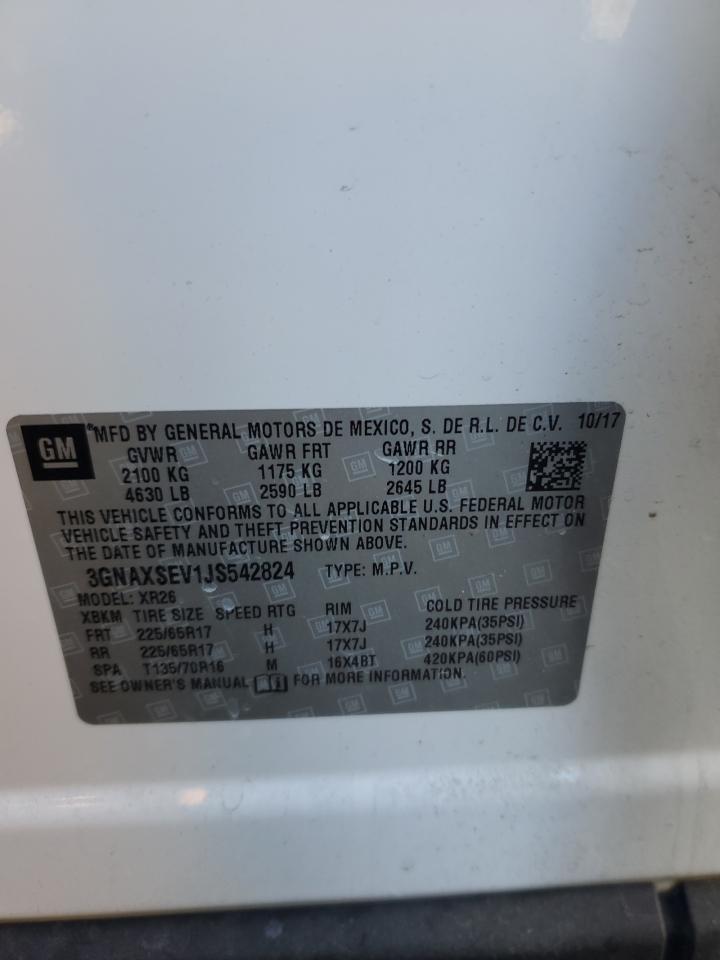 GM ®MFD BY GENERAL MOTORS DE MEXICO, S. DE R.L. DE C.V. 10/17
GVWR GAWR FRT GAWR RR
2100 KG 1175 KG 1200 KG
4630 LB 2590 LB 2645 LB
THIS VEHICLE CONFORMS TO ALL APPLICABLE U.S. FEDERAL MOTOR
VEHICLE SAFETY AND THEFT PREVENTION STANDARDS IN EFFECT ON
THE DATE OF MANUFACTURE SHOWN ABOVE.
3GNAXSEV1JS542824 TYPE: M.P.V.
MODEL: XR26
XBKM TIRE SIZE SPEED RTG RIM COLD TIRE PRESSURE
FRT 225/65R17 H 17X7J 240KPA(35PSI)
RR 225/65R17 H 17X7J 240KPA(35PSI)
SPA T135/70R16 M 16X4BT 420KPA(60PSI)
SEE OWNER'S MANUAL FOR MORE INFORMATION.